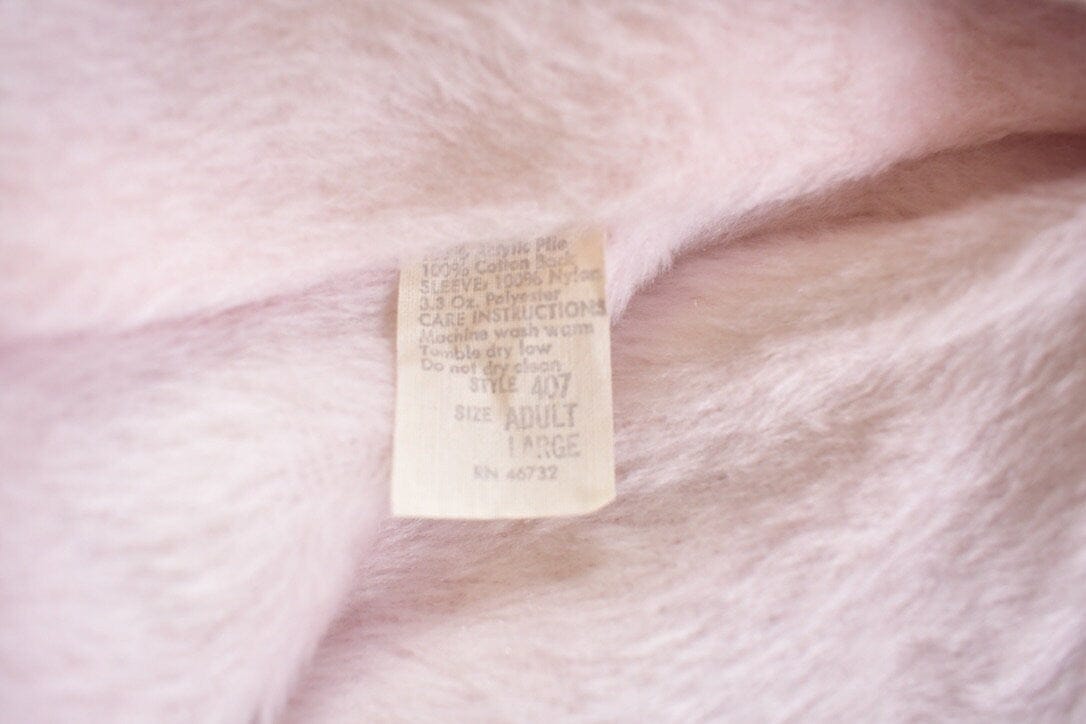 Acrylic Pile
100% Cotton Back
SLEEVE: 100% Nylon
3.3 Oz. Polyester
CARE INSTRUCTIONS
Machine wash warm
Tumble dry low
Do not dry clean
STYLE 407
SIZE ADULT
LARGE
RN 46732